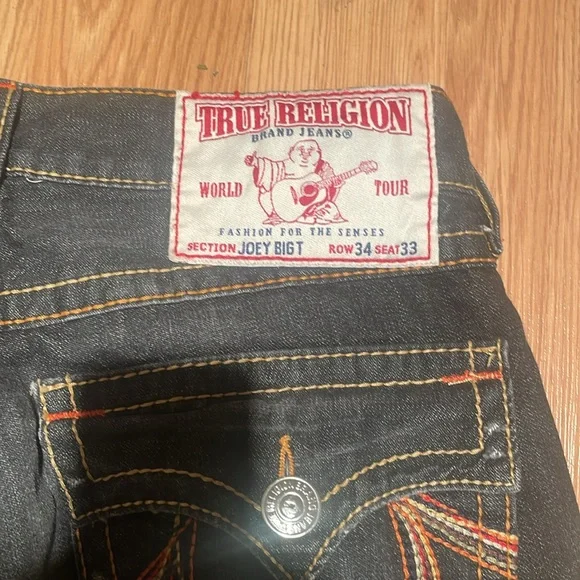 TRUE RELIGION
BRAND JEANS®
WORLD TOUR
FASHION FOR THE SENSES
SECTION JOEY BIG T ROW 34 SEAT 33